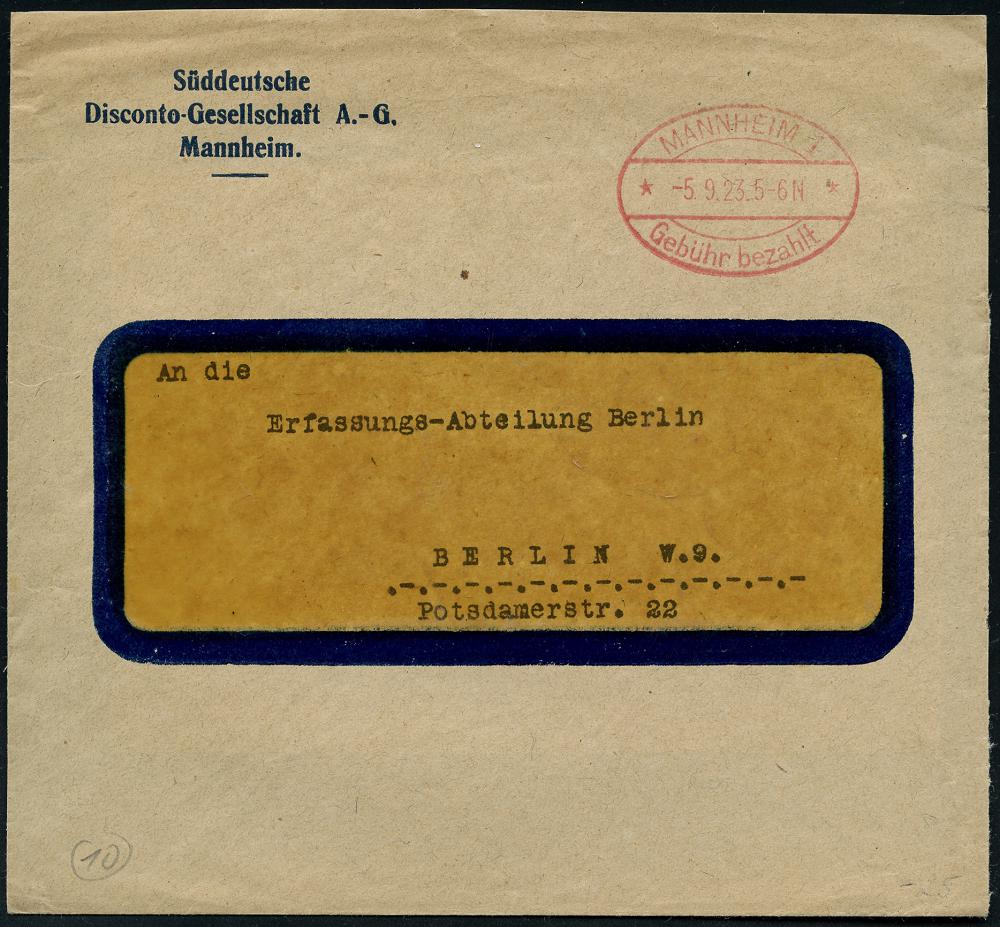 Süddeutsche
Disconto-Gesellschaft A.-G.
Mannheim.
MANNHEIM 1
* -5.9.23.5-6N *
Gebühr bezahlt
An die
Erfassungs-Abteilung Berlin
BERLIN W.9.
.-.-.-.-.-.-.-.-.-.-.-.-.-
Potsdamerstr. 22
10
-25